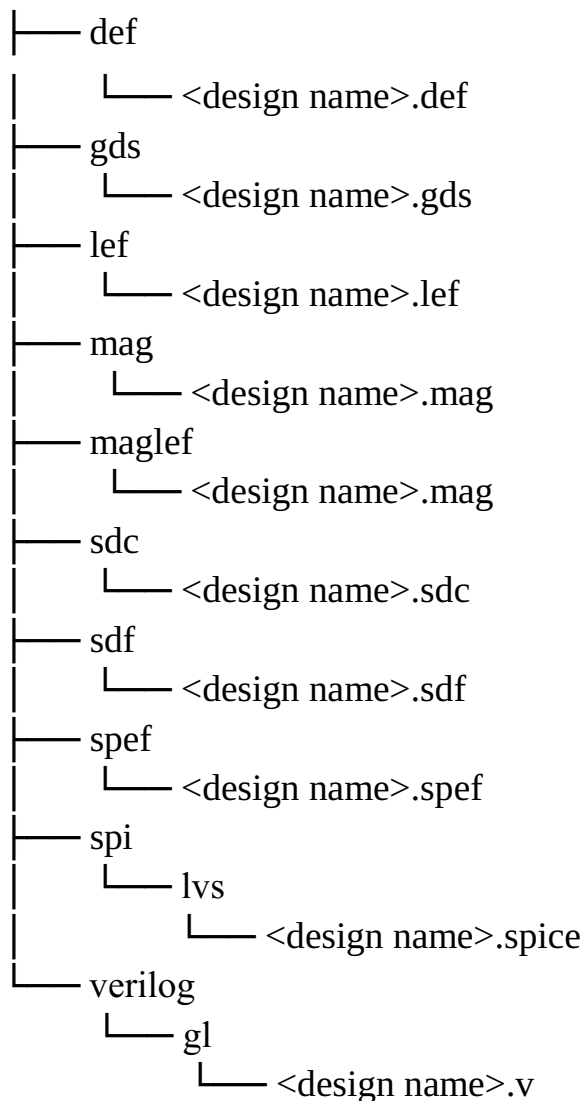 def
<design name>.def
gds
<design name>.gds
lef
<design name>.lef
mag
<design name>.mag
maglef
<design name>.mag
sdc
<design name>.sdc
sdf
<design name>.sdf
spef
<design name>.spef
spi
lvs
<design name>.spice
verilog
gl
<design name>.v